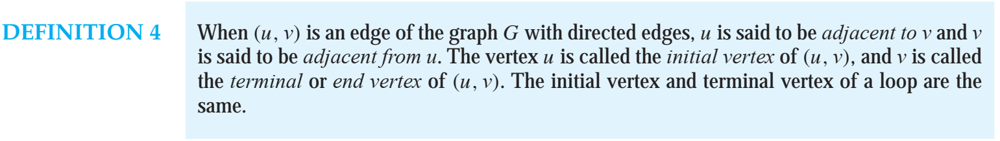 DEFINITION 4 When (u, v) is an edge of the graph G with directed edges, u is said to be adjacent to v and v
is said to be adjacent from u. The vertex u is called the initial vertex of (u, v), and v is called
the terminal or end vertex of (u, v). The initial vertex and terminal vertex of a loop are the
same.